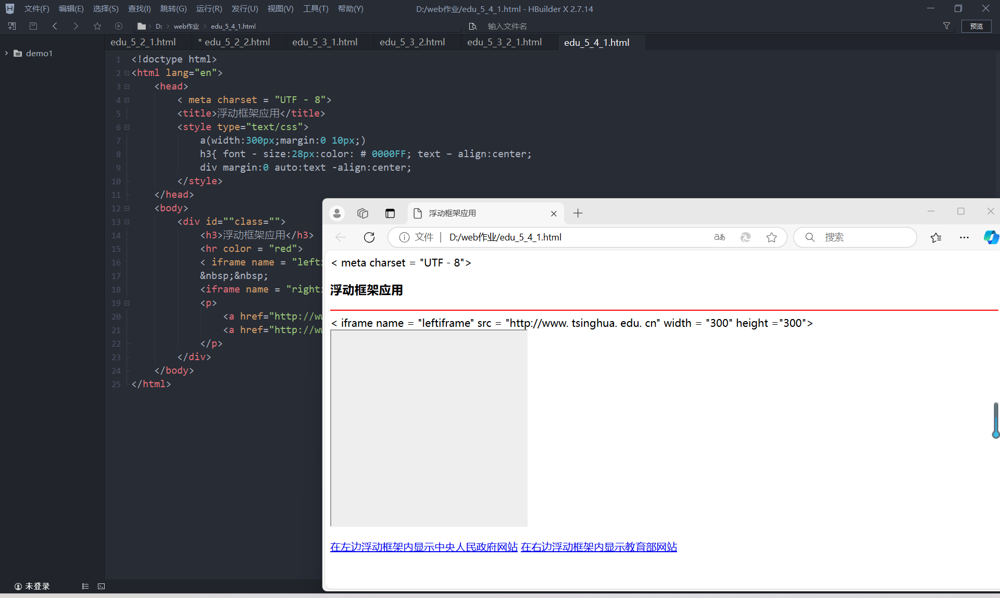 文件(F) 编辑(E) 选择(S) 查找(I) 跳转(G) 运行(R) 发行(U) 视图(V) 工具(T) 帮助(Y) D:/web作业/edu_5_4_1.html - HBuilder X 2.7.14
D: web作业 edu_5_4_1.html 输入文件名 预览
edu_5_2_1.html * edu_5_2_2.html edu_5_3_1.html edu_5_3_2.html edu_5_3_2_1.html edu_5_4_1.html
demo1
1 <!doctype html>
2 <html lang="en">
3 <head>
4 < meta charset = "UTF - 8">
5 <title>浮动框架应用</title>
6 <style type="text/css">
7 a(width:300px;margin:0 10px;)
8 h3{ font - size:28px:color: # 0000FF; text – align:center;
9 div margin:0 auto:text -align:center;
10 </style>
11 </head>
12 <body>
13 <div id=""class="">
14 <h3>浮动框架应用</h3>
15 <hr color = "red">
16 < iframe name = "lefti
17 &nbsp;&nbsp;
18 <iframe name = "righti
19 <p>
20 <a href="http://ww
21 <a href="http://ww
22 </p>
23 </div>
24 </body>
25 </html>
浮动框架应用
文件 D:/web作业/edu_5_4_1.html aあ 搜索
< meta charset = "UTF - 8">
浮动框架应用
< iframe name = "leftiframe" src = "http://www. tsinghua. edu. cn" width = "300" height ="300">
在左边浮动框架内显示中央人民政府网站 在右边浮动框架内显示教育部网站
未登录